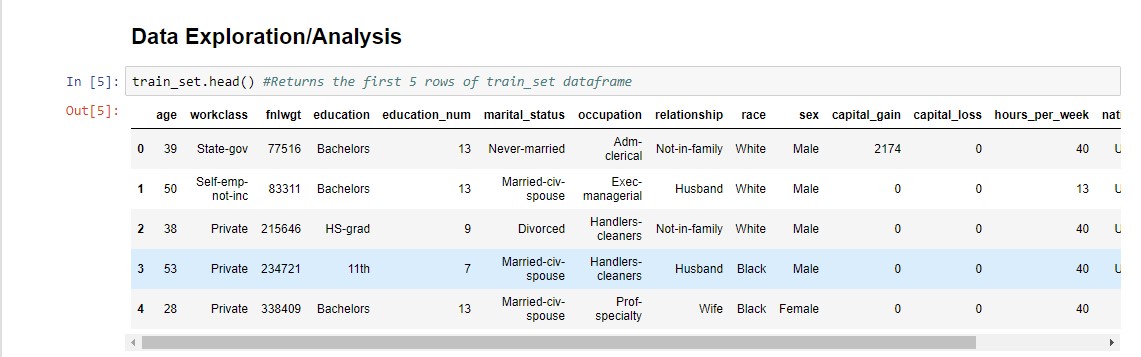 Data Exploration/Analysis
In [5]: train_set.head() #Returns the first 5 rows of train_set dataframe
Out[5]:
age workclass fnlwgt education education_num marital_status occupation relationship race sex capital_gain capital_loss hours_per_week nati
0 39 State-gov 77516 Bachelors 13 Never-married Adm-clerical Not-in-family White Male 2174 0 40 U
1 50 Self-emp-not-inc 83311 Bachelors 13 Married-civ-spouse Exec-managerial Husband White Male 0 0 13 U
2 38 Private 215646 HS-grad 9 Divorced Handlers-cleaners Not-in-family White Male 0 0 40 U
3 53 Private 234721 11th 7 Married-civ-spouse Handlers-cleaners Husband Black Male 0 0 40 U
4 28 Private 338409 Bachelors 13 Married-civ-spouse Prof-specialty Wife Black Female 0 0 40